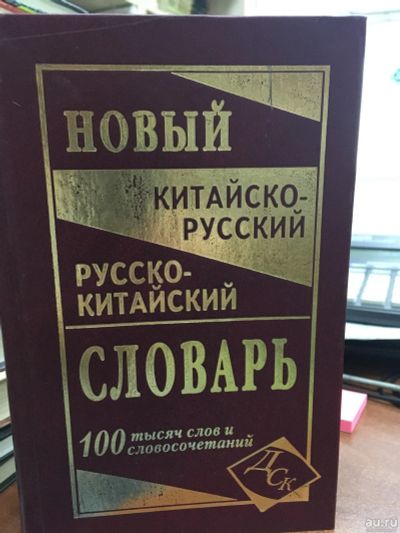 НОВЫЙ
КИТАЙСКО-
РУССКИЙ
РУССКО-
КИТАЙСКИЙ
СЛОВАРЬ
100 тысяч слов и
словосочетаний
ДСК
au.ru